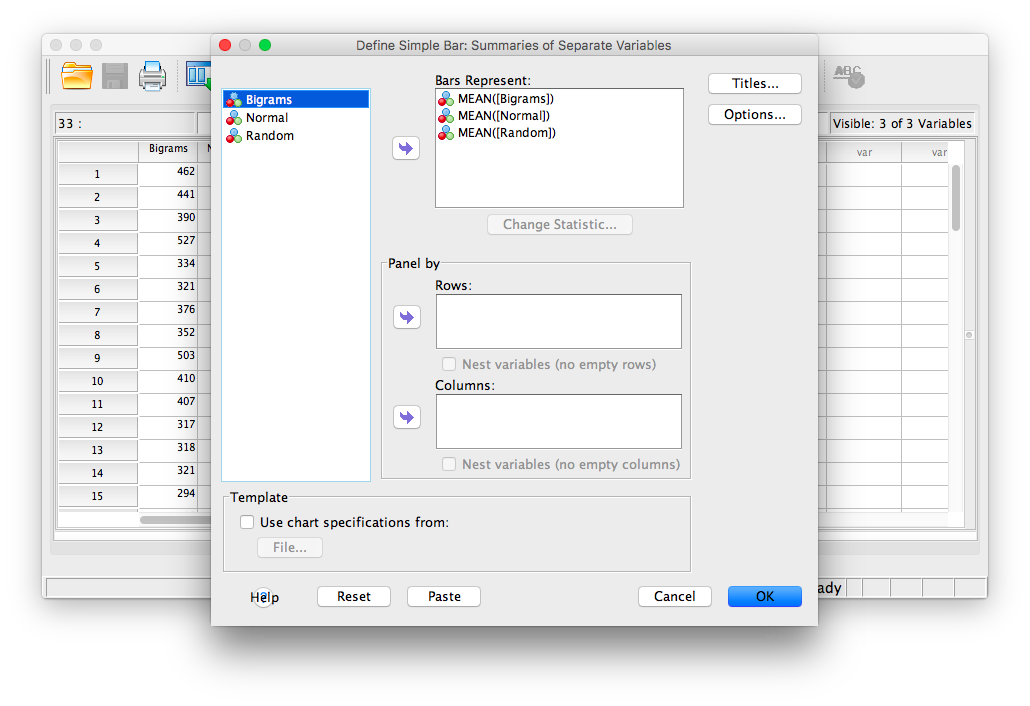 Define Simple Bar: Summaries of Separate Variables
ABC
33 :
Visible: 3 of 3 Variables
Bigrams
var
var
1 462
2 441
3 390
4 527
5 334
6 321
7 376
8 352
9 503
10 410
11 407
12 317
13 318
14 321
15 294
Bigrams
Normal
Random
Bars Represent:
MEAN([Bigrams])
MEAN([Normal])
MEAN([Random])
Change Statistic...
Titles...
Options...
Panel by
Rows:
Nest variables (no empty rows)
Columns:
Nest variables (no empty columns)
Template
Use chart specifications from:
File...
Help
Reset
Paste
Cancel
OK